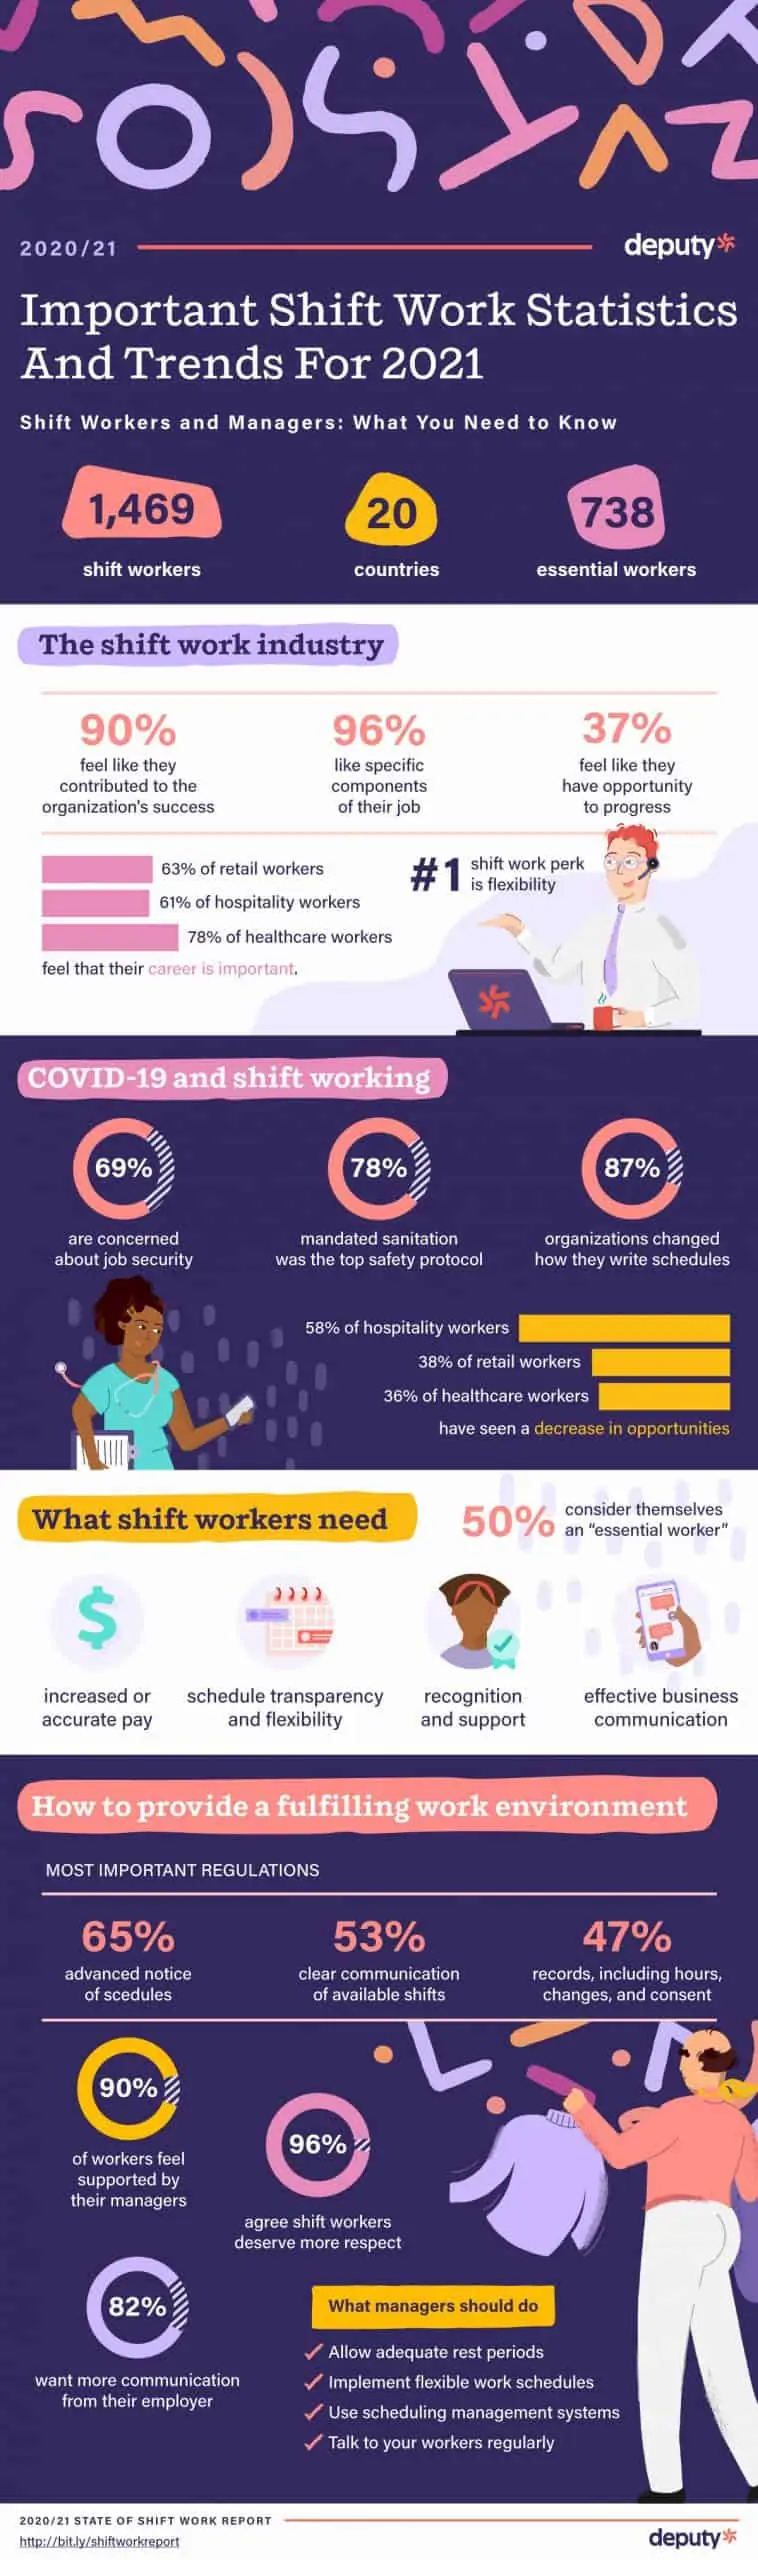 2020/21
deputy
Important Shift Work Statistics
And Trends For 2021
Shift Workers and Managers: What You Need to Know
1,469
shift workers
20
countries
738
essential workers
The shift work industry
90%
feel like they
contributed to the
organization's success
96%
like specific
components
of their job
37%
feel like they
have opportunity
to progress
63% of retail workers
61% of hospitality workers
78% of healthcare workers
feel that their career is important.
#1
shift work perk
is flexibility
COVID-19 and shift working
69%
are concerned
about job security
78%
mandated sanitation
was the top safety protocol
87%
organizations changed
how they write schedules
58% of hospitality workers
38% of retail workers
36% of healthcare workers
have seen a decrease in opportunities
What shift workers need
50%
consider themselves
an “essential worker”
$
increased or
accurate pay
schedule transparency
and flexibility
recognition
and support
effective business
communication
How to provide a fulfilling work environment
MOST IMPORTANT REGULATIONS
65%
advanced notice
of scedules
53%
clear communication
of available shifts
47%
records, including hours,
changes, and consent
90%
of workers feel
supported by
their managers
96%
agree shift workers
deserve more respect
82%
want more communication
from their employer
What managers should do
Allow adequate rest periods
Implement flexible work schedules
Use scheduling management systems
Talk to your workers regularly
2020/21 STATE OF SHIFT WORK REPORT
http://bit.ly/shiftworkreport
deputy